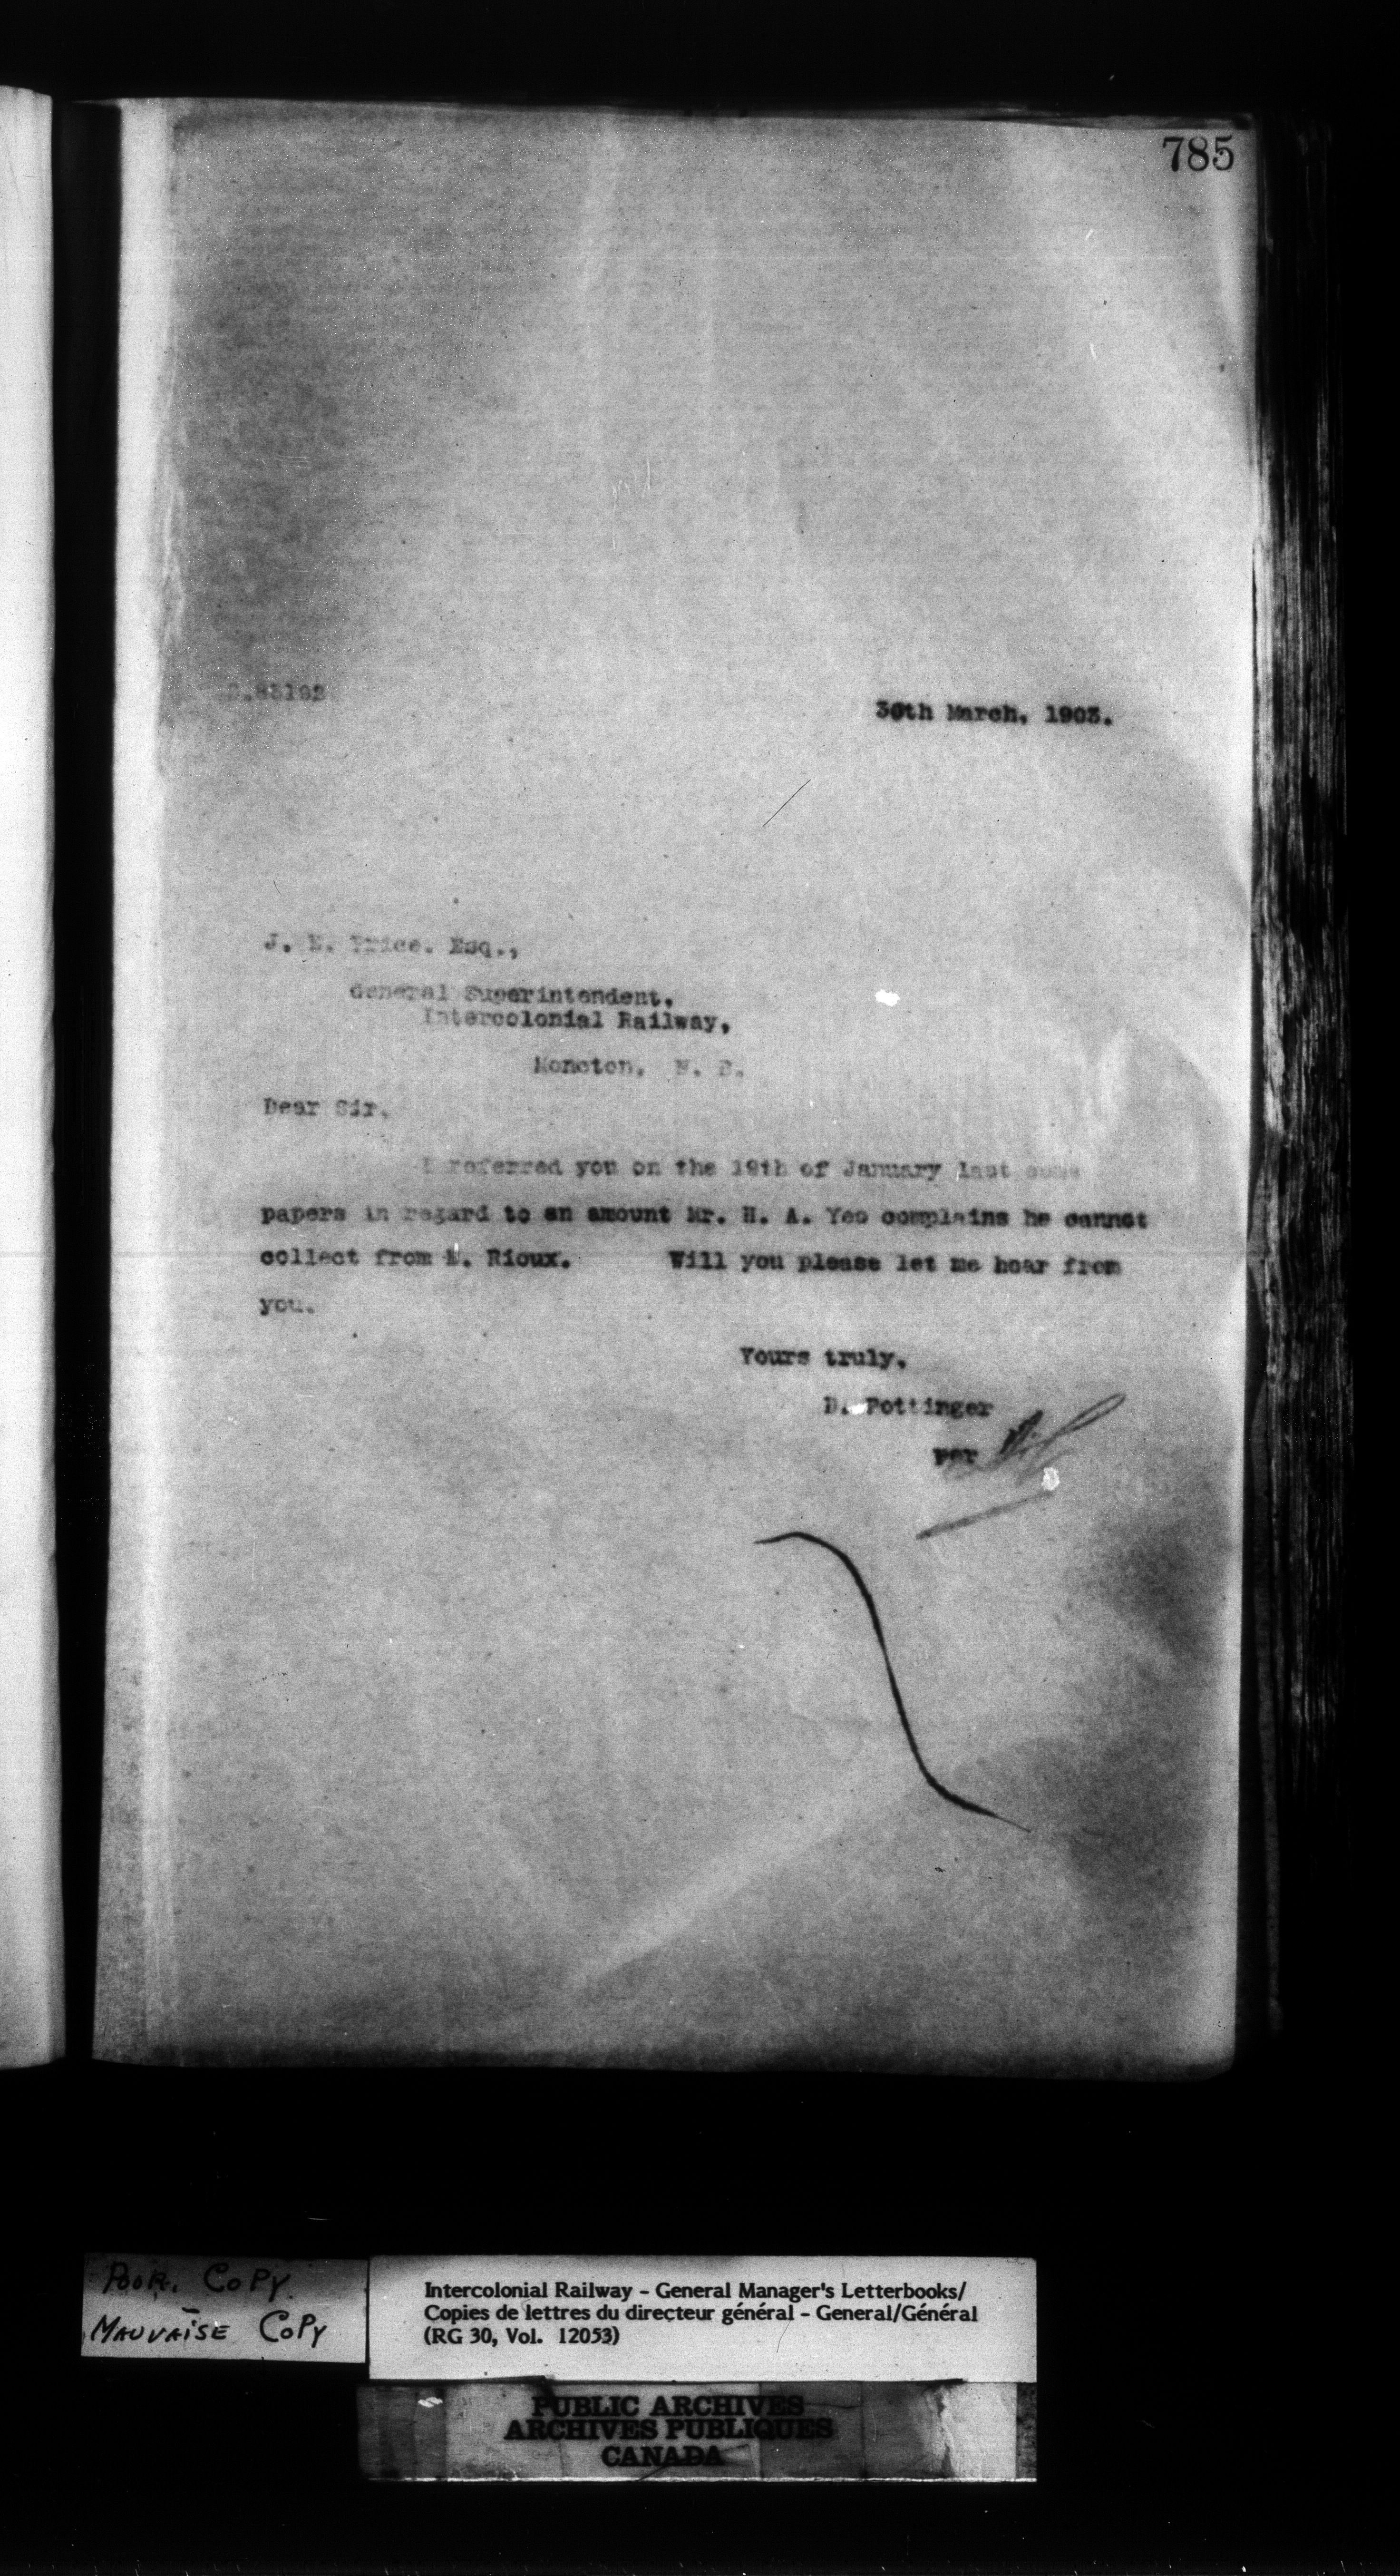 785
30th March, 1903.
J. E. Price. Esq.,
General Superintendent,
Intercolonial Railway,
Moncton, N. B.
Dear Sir,
I referred you on the 19th of January last some
papers in regard to an amount Mr. H. A. Yeo complains he cannot
collect from M. Rioux. Will you please let me hear from
you.
Yours truly,
D. Pottinger
per
POOR. COPY.
MAUVAISE COPY
Intercolonial Railway - General Manager's Letterbooks/
Copies de lettres du directeur général - General/Général
(RG 30, Vol. 12053)
PUBLIC ARCHIVES
ARCHIVES PUBLIQUES
CANADA